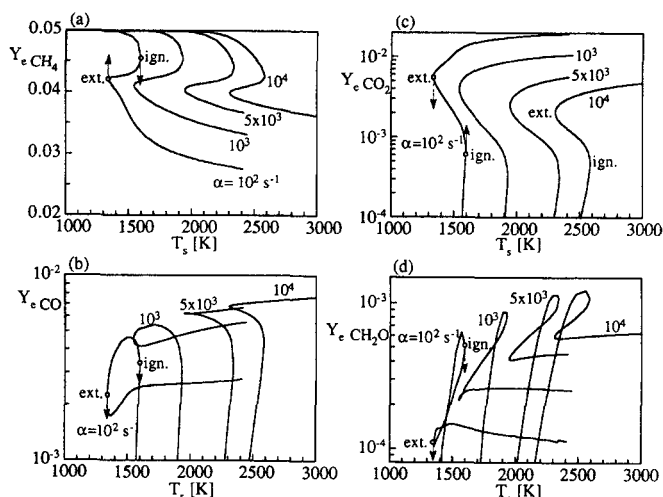 (a)
0.05
Y_e CH_4
0.04
0.03
0.02
ign.
ext.
10^4
5x10^3
10^3
α = 10^2 s^-1
1000 1500 2000 2500 3000
T_s [K]
(c)
10^-2
Y_e CO_2
10^-3
10^-4
ext.
10^3
5x10^3
ext.
10^4
α=10^2 s^-1
ign.
ign.
1000 1500 2000 2500 3000
T_s [K]
(b)
10^-2
Y_e CO
10^-3
10^3
5x10^3
10^4
ign.
ext.
α=10^2 s^-1
1000 1500 2000 2500 3000
T_s [K]
(d)
10^-3
Y_e CH_2O
10^-4
5x10^3
10^3
α=10^2 s^-1
ign.
10^4
ext.
1000 1500 2000 2500 3000
T_ [K]